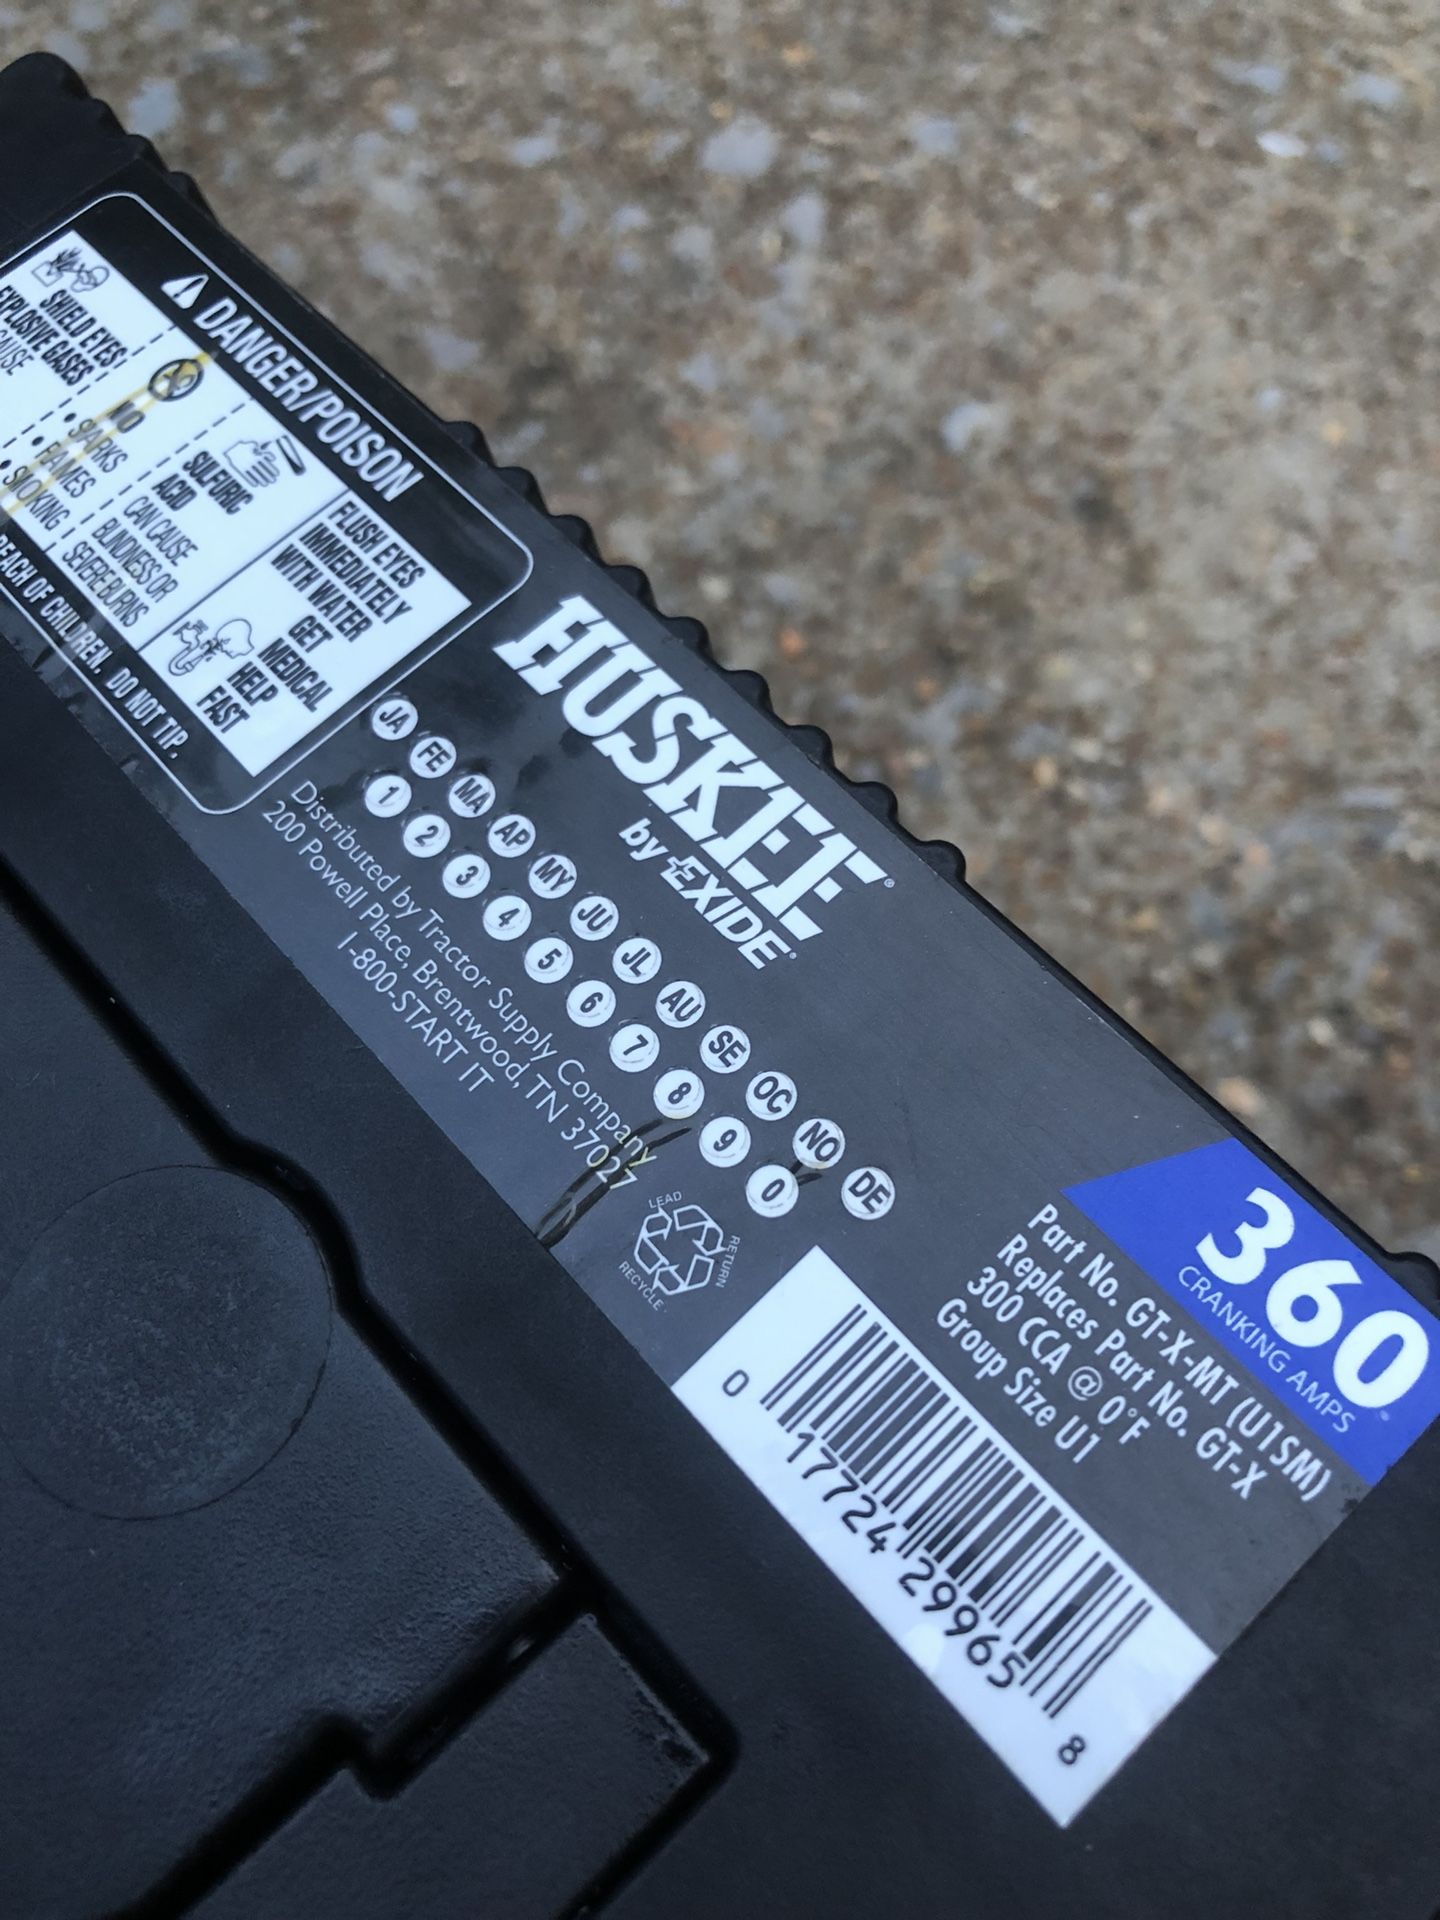 DANGER/POISON
SHIELD EYES
EXPLOSIVE GASES
NO
• SPARKS
• FLAMES
• SMOKING
SULFURIC
ACID
CAN CAUSE
BLINDNESS OR
SEVERE BURNS
FLUSH EYES
IMMEDIATELY
WITH WATER
GET
MEDICAL
HELP
FAST
REACH OF CHILDREN. DO NOT TIP.
HUSKEE®
by EXIDE®
JA FE MA AP MY JU JL AU SE OC NO DE
1 2 3 4 5 6 7 8 9 0
Distributed by Tractor Supply Company
200 Powell Place, Brentwood, TN 37027
1-800-START IT
LEAD
RETURN
RECYCLE
360
CRANKING AMPS
Part No. GT-X-MT (U1SM)
Replaces Part No. GT-X
300 CCA @ 0°F
Group Size U1
0 17724 29965 8